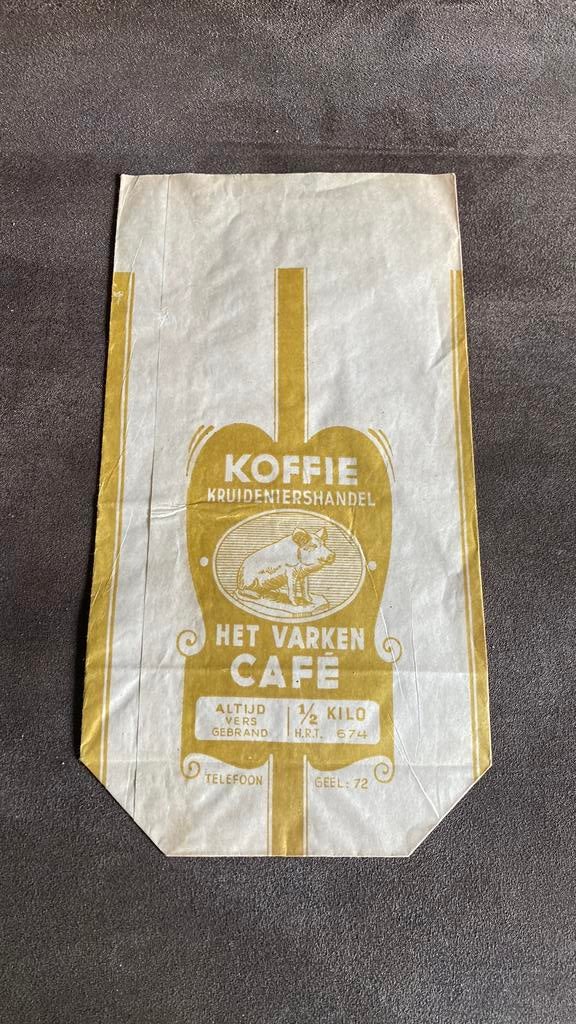 KOFFIE
KRUIDENIERSHANDEL
HET VARKEN
CAFÉ
ALTIJD
VERS
GEBRAND
1/2 KILO
H.R.T. 674
TELEFOON GEEL: 72